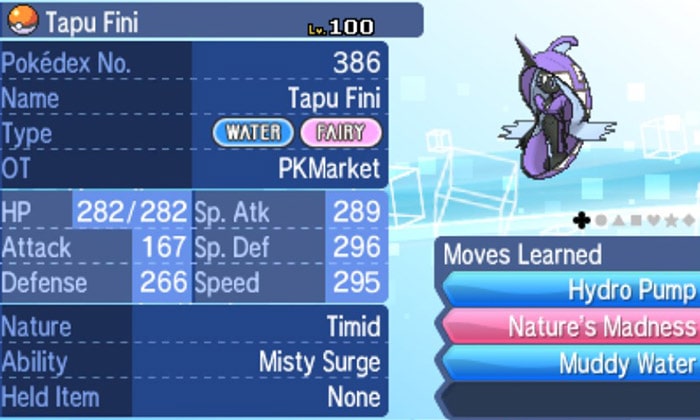 Tapu Fini Lv.100
Pokédex No. 386
Name Tapu Fini
Type WATER FAIRY
OT PKMarket
HP 282/282 Sp. Atk 289
Attack 167 Sp. Def 296
Defense 266 Speed 295
Nature Timid
Ability Misty Surge
Held Item None
Moves Learned
Hydro Pump
Nature's Madness
Muddy Water